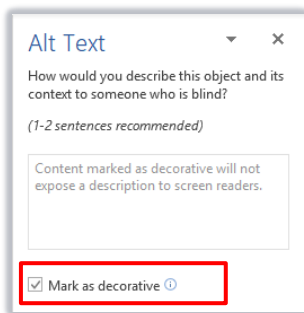 Alt Text
How would you describe this object and its
context to someone who is blind?
(1-2 sentences recommended)
Content marked as decorative will not
expose a description to screen readers.
Mark as decorative